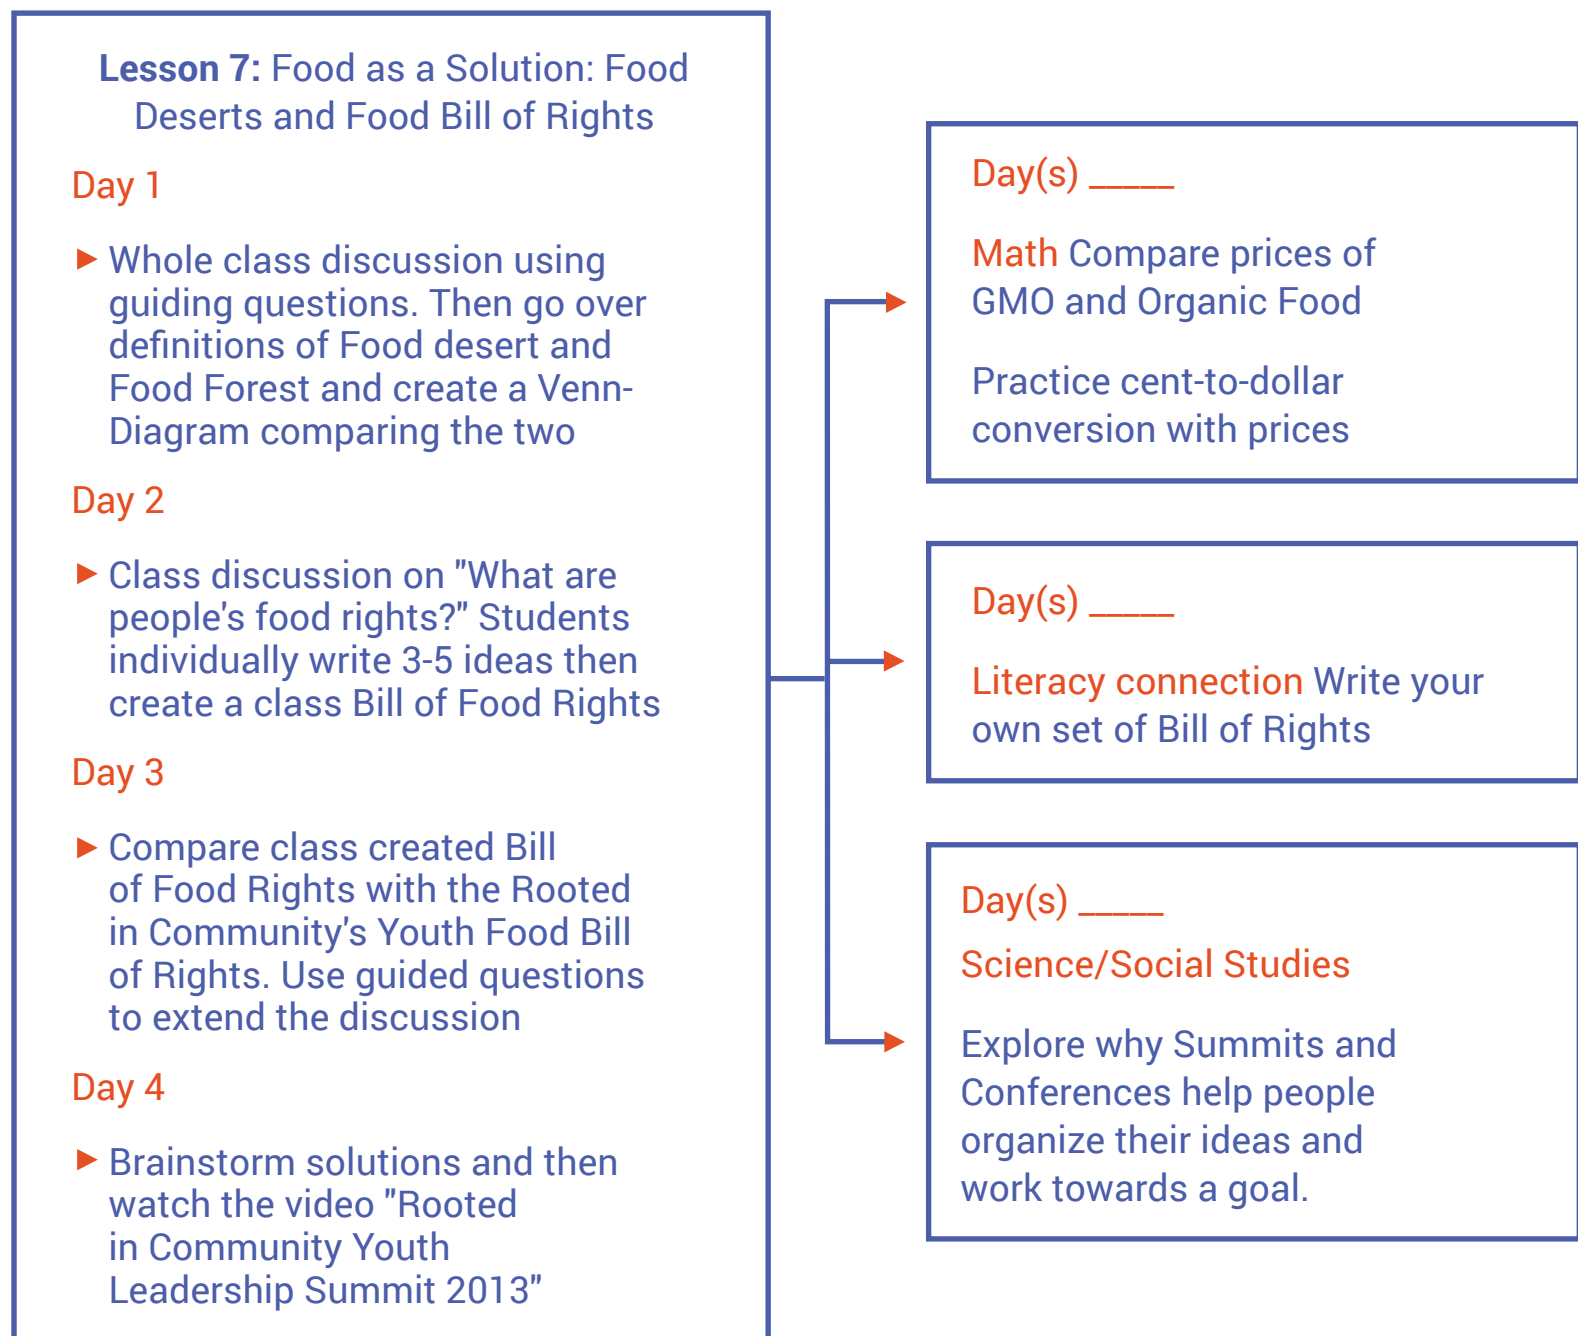 Lesson 7: Food as a Solution: Food
Deserts and Food Bill of Rights
Day 1
Whole class discussion using
guiding questions. Then go over
definitions of Food desert and
Food Forest and create a Venn-
Diagram comparing the two
Day 2
Class discussion on "What are
people's food rights?" Students
individually write 3-5 ideas then
create a class Bill of Food Rights
Day 3
Compare class created Bill
of Food Rights with the Rooted
in Community's Youth Food Bill
of Rights. Use guided questions
to extend the discussion
Day 4
Brainstorm solutions and then
watch the video "Rooted
in Community Youth
Leadership Summit 2013"
Day(s) _____
Math Compare prices of
GMO and Organic Food
Practice cent-to-dollar
conversion with prices
Day(s) _____
Literacy connection Write your
own set of Bill of Rights
Day(s) _____
Science/Social Studies
Explore why Summits and
Conferences help people
organize their ideas and
work towards a goal.